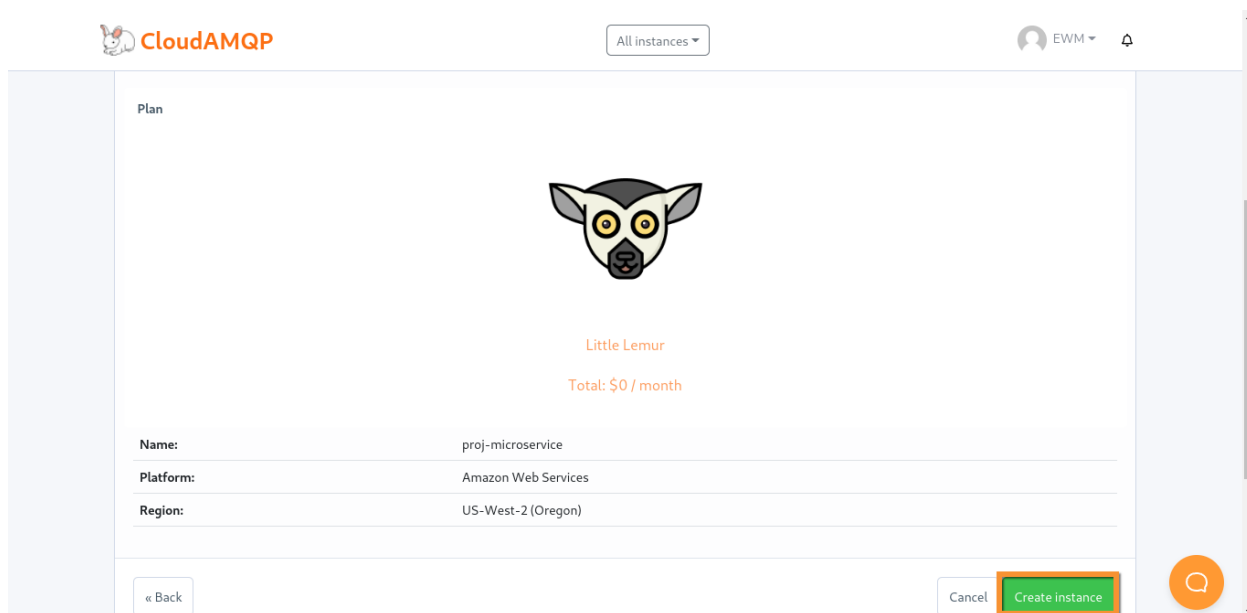 CloudAMQP
All instances
EWM
Plan
Little Lemur
Total: $0 / month
Name: proj-microservice
Platform: Amazon Web Services
Region: US-West-2 (Oregon)
« Back
Cancel
Create instance